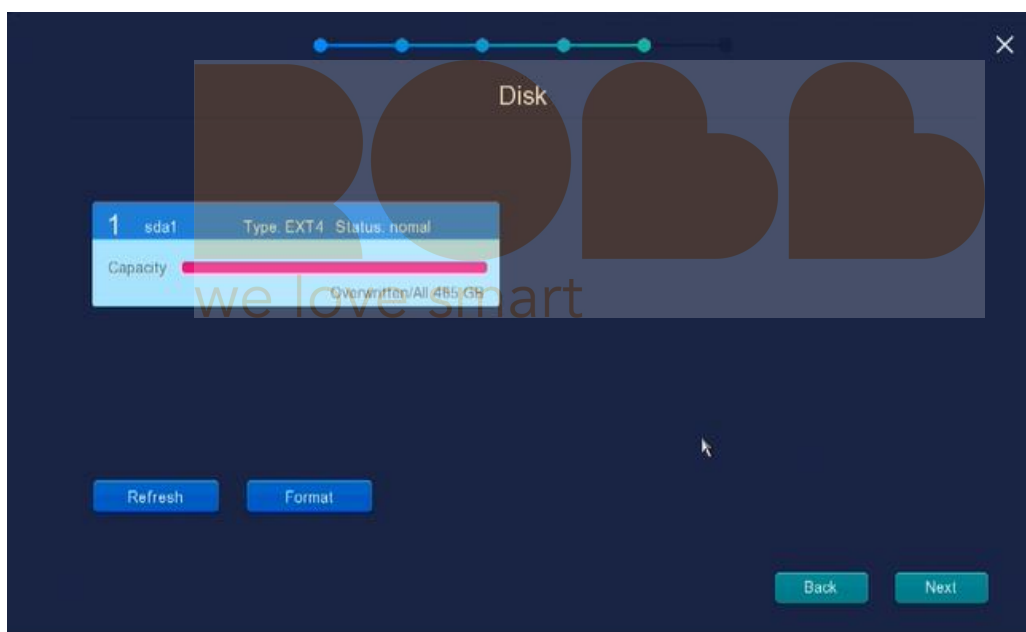 Disk
1 sda1 Type: EXT4 Status: nomal
Capacity
Overwritten/All 465 GB
ROBB
we love smart
Refresh Format
Back Next